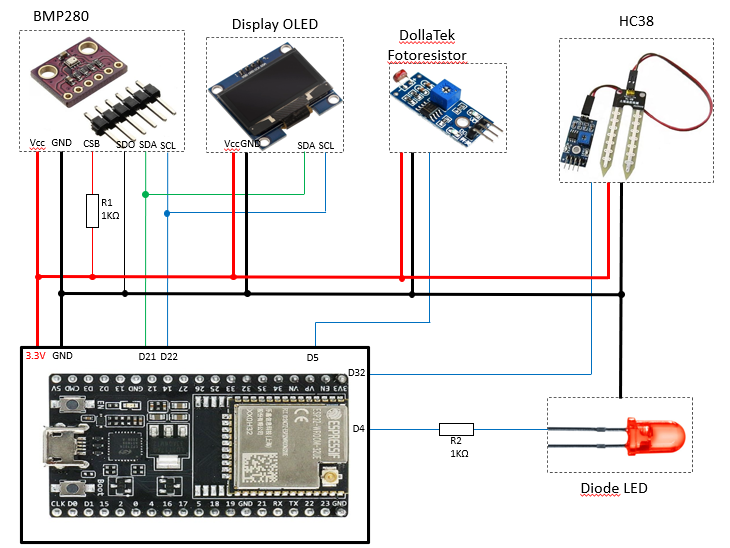 BMP280
Display OLED
DollaTek
Fotoresistor
HC38
Vcc GND CSB SDO SDA SCL
Vcc GND SDA SCL
R1
1KΩ
3.3V GND D21 D22 D5
D32
D4
R2
1KΩ
Diode LED
5V CMD D3 D2 13 GND 12 14 27 26 25 33 32 35 34 VN VP EN 3V3
EN
Boot
ESPRESSIF
CLK D0 D1 15 2 0 4 16 17 5 18 19 GND 21 RX TX 22 23 GND